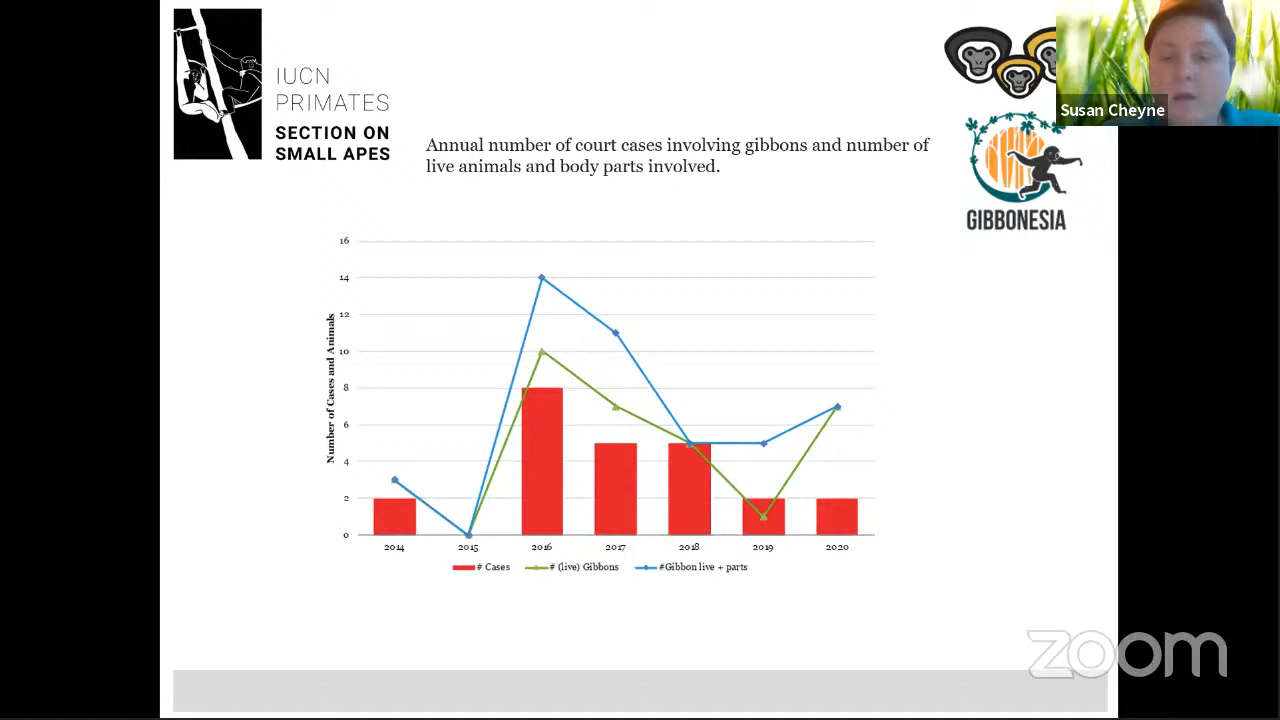 IUCN
PRIMATES
SECTION ON
SMALL APES
Susan Cheyne
GIBBONESIA
Annual number of court cases involving gibbons and number of
live animals and body parts involved.
Number of Cases and Animals
16
14
12
10
8
6
4
2
0
2014 2015 2016 2017 2018 2019 2020
# Cases # (live) Gibbons #Gibbon live + parts
zoom